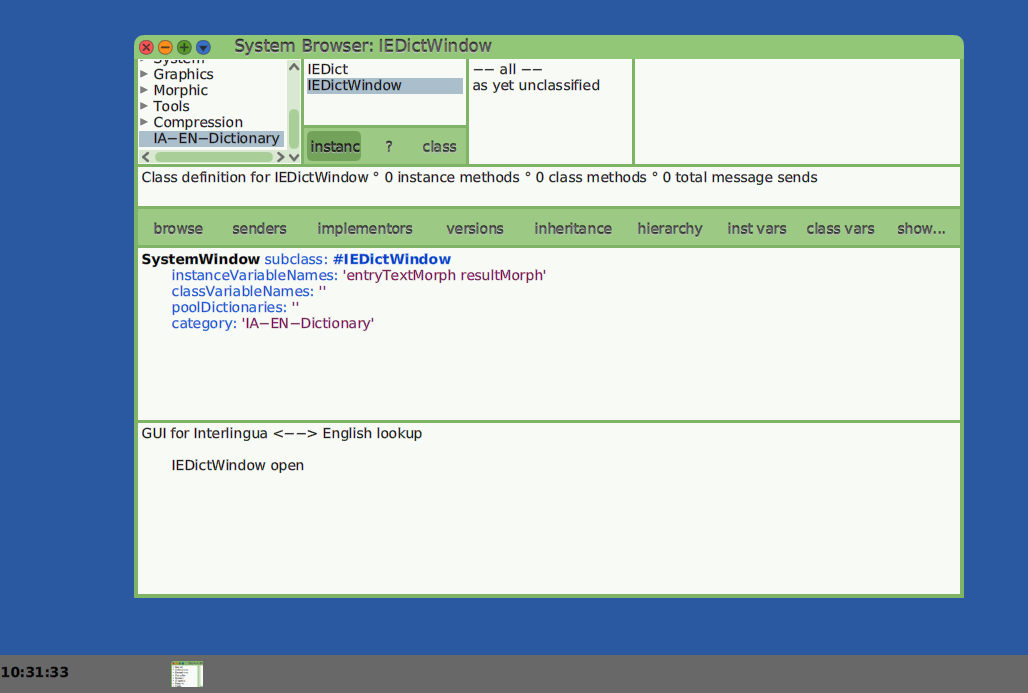 System Browser: IEDictWindow
System
Graphics
Morphic
Tools
Compression
IA−EN−Dictionary
IEDict
IEDictWindow
instanc
?
class
−− all −−
as yet unclassified
Class definition for IEDictWindow ° 0 instance methods ° 0 class methods ° 0 total message sends
browse senders implementors versions inheritance hierarchy inst vars class vars show...
SystemWindow subclass: #IEDictWindow
instanceVariableNames: 'entryTextMorph resultMorph'
classVariableNames: ''
poolDictionaries: ''
category: 'IA−EN−Dictionary'
GUI for Interlingua <−−> English lookup
IEDictWindow open
10:31:33